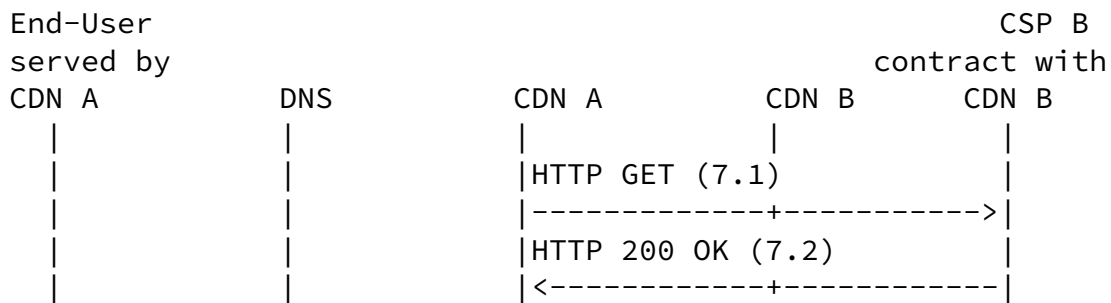 End-User CSP B
served by contract with
CDN A DNS CDN A CDN B CDN B
HTTP GET (7.1)
HTTP 200 OK (7.2)